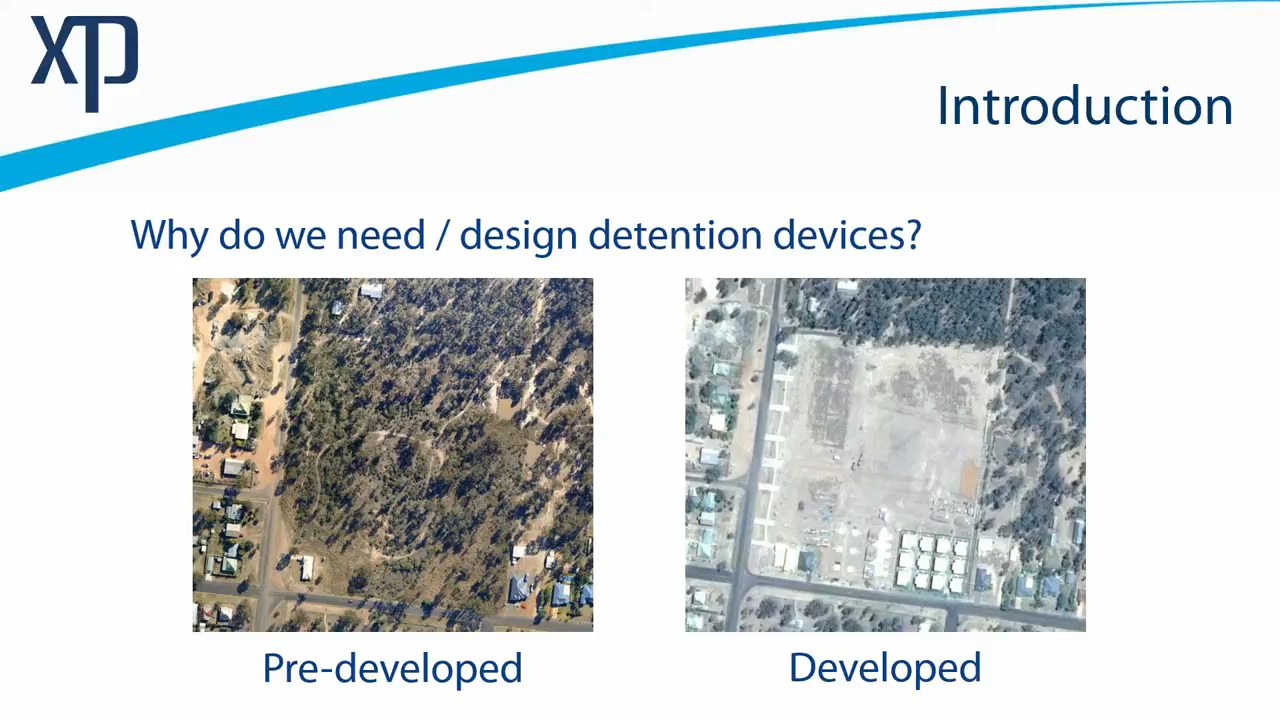 xp
Introduction
Why do we need / design detention devices?
Pre-developed
Developed